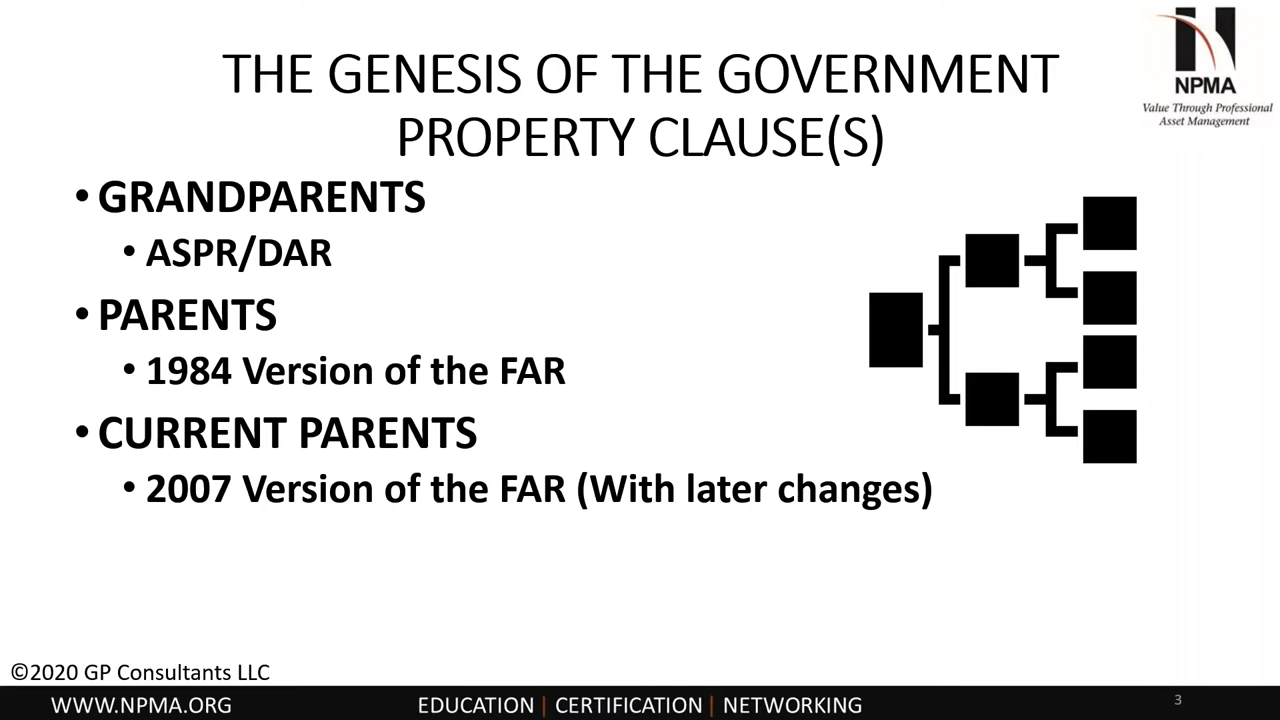 THE GENESIS OF THE GOVERNMENT
PROPERTY CLAUSE(S)
NPMA
Value Through Professional
Asset Management
• GRANDPARENTS
• ASPR/DAR
• PARENTS
• 1984 Version of the FAR
• CURRENT PARENTS
• 2007 Version of the FAR (With later changes)
©2020 GP Consultants LLC
WWW.NPMA.ORG
EDUCATION | CERTIFICATION | NETWORKING
3